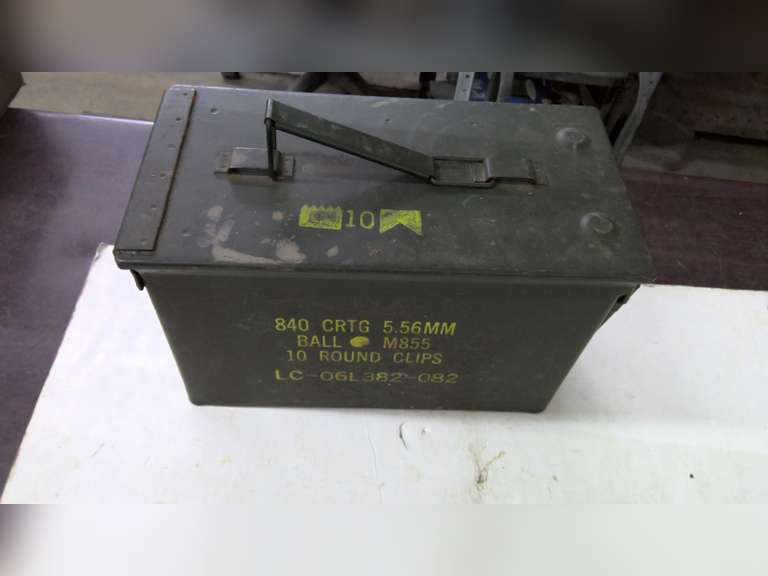 10
840 CRTG 5.56MM
BALL M855
10 ROUND CLIPS
LC-06L382-082